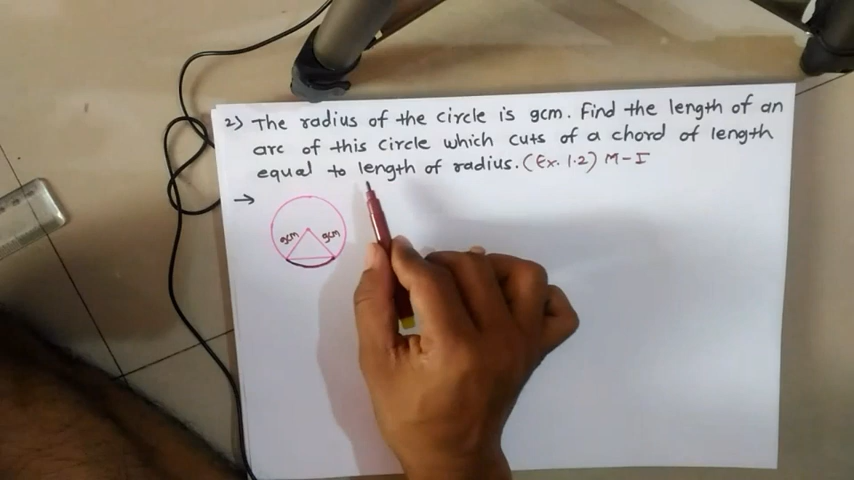 2) The radius of the circle is 9cm. Find the length of an
arc of this circle which cuts of a chord of length
equal to length of radius. (Ex. 1.2) M-I
→
9cm 9cm